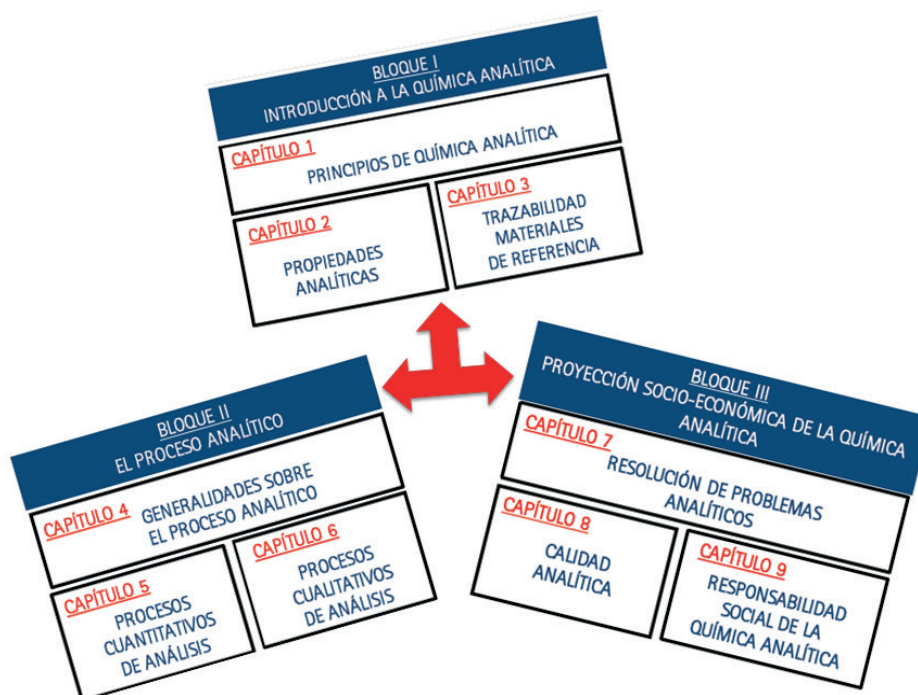 BLOQUE I
INTRODUCCIÓN A LA QUÍMICA ANALÍTICA
CAPÍTULO 1
PRINCIPIOS DE QUÍMICA ANALÍTICA
CAPÍTULO 2
PROPIEDADES
ANALÍTICAS
CAPÍTULO 3
TRAZABILIDAD
MATERIALES
DE REFERENCIA
BLOQUE II
EL PROCESO ANALÍTICO
CAPÍTULO 4
GENERALIDADES SOBRE
EL PROCESO ANALÍTICO
CAPÍTULO 5
PROCESOS
CUANTITATIVOS
DE ANÁLISIS
CAPÍTULO 6
PROCESOS
CUALITATIVOS
DE ANÁLISIS
BLOQUE III
PROYECCIÓN SOCIO-ECONÓMICA DE LA QUÍMICA
ANALÍTICA
CAPÍTULO 7
RESOLUCIÓN DE PROBLEMAS
ANALÍTICOS
CAPÍTULO 8
CALIDAD
ANALÍTICA
CAPÍTULO 9
RESPONSABILIDAD
SOCIAL DE LA
QUÍMICA ANALÍTICA